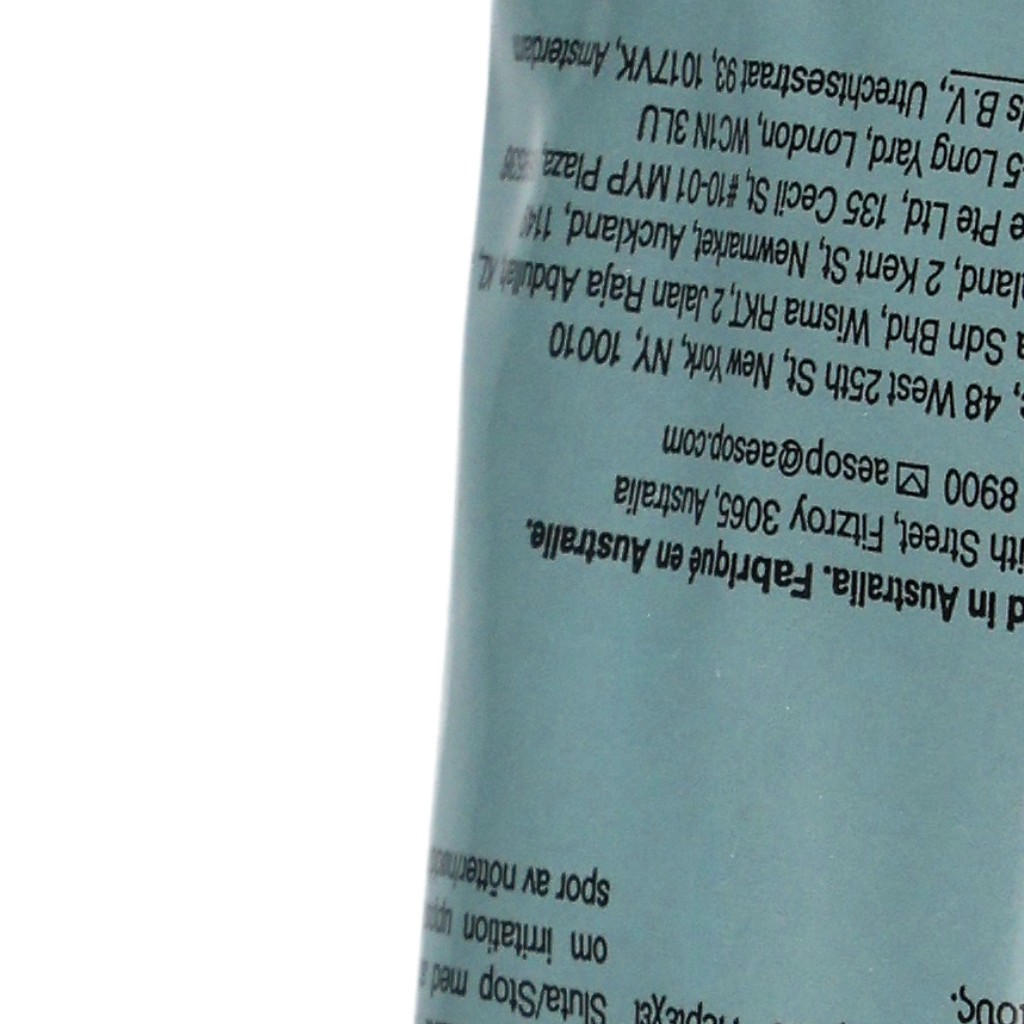 Sluta/Stop med
om irritation
spor av
d in Australia. Fabriqué en Australie.
ith Street, Fitzroy 3065, Australia
8900 ✉ aesop@aesop.com
48 West 25th St, New York, NY, 10010
a Sdn Bhd, Wisma RKT, 2 Jalan Raja Abdullah, KL,
aland, 2 Kent St, Newmarket, Auckland,
e Pte Ltd, 135 Cecil St, #10-01 MYP Plaza
-5 Long Yard, London, WC1N 3LU
ds B.V., Utrechtsestraat 93, 1017VK,